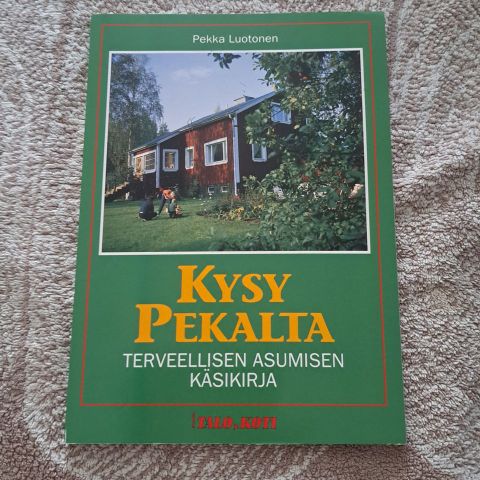 Pekka Luotonen
KYSY
PEKALTA
TERVEELLISEN ASUMISEN
KÄSIKIRJA
TALO & KOTI